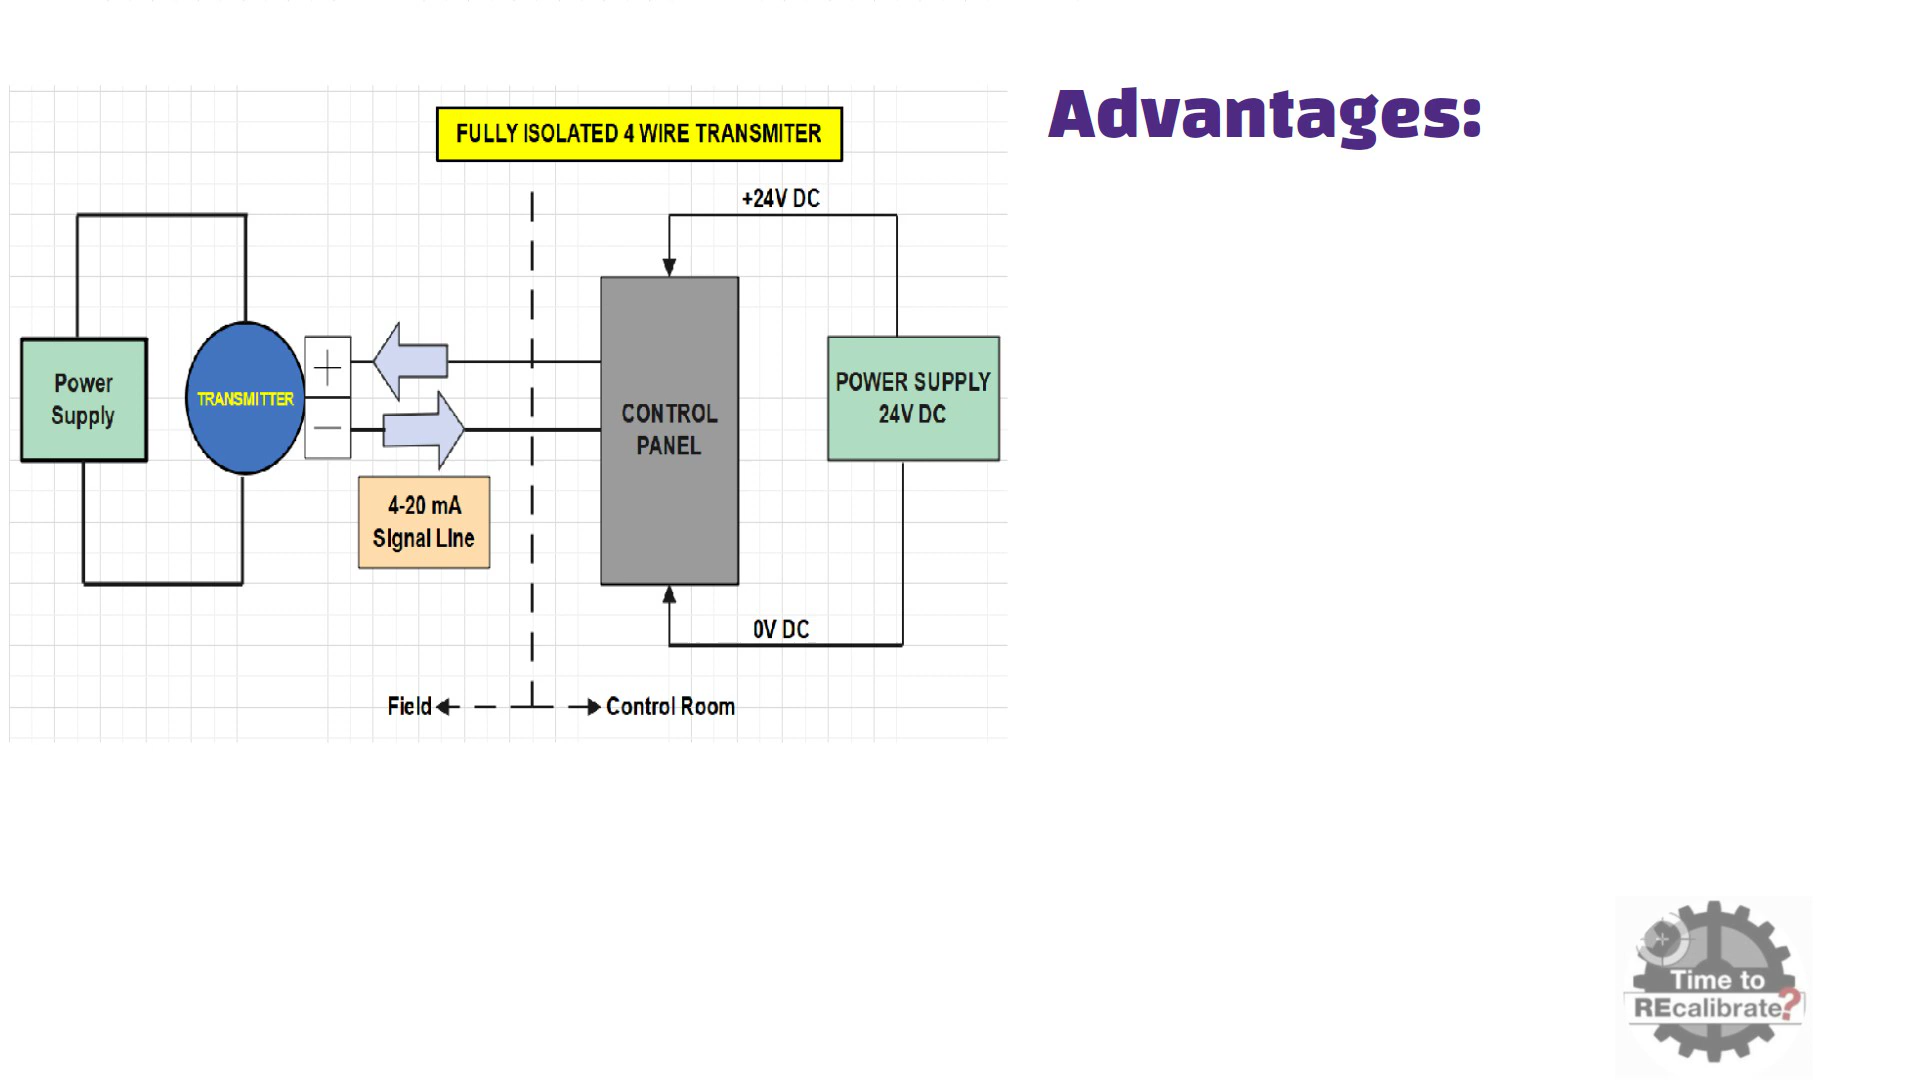 Advantages:
FULLY ISOLATED 4 WIRE TRANSMITER
+24V DC
Power
Supply
TRANSMITTER
+
−
CONTROL
PANEL
POWER SUPPLY
24V DC
4-20 mA
Signal Line
0V DC
Field
Control Room
Time to
REcalibrate?